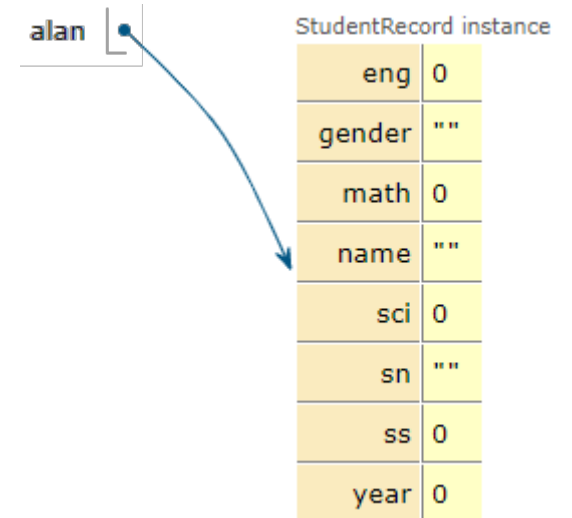 alan
StudentRecord instance
eng 0
gender ""
math 0
name ""
sci 0
sn ""
ss 0
year 0